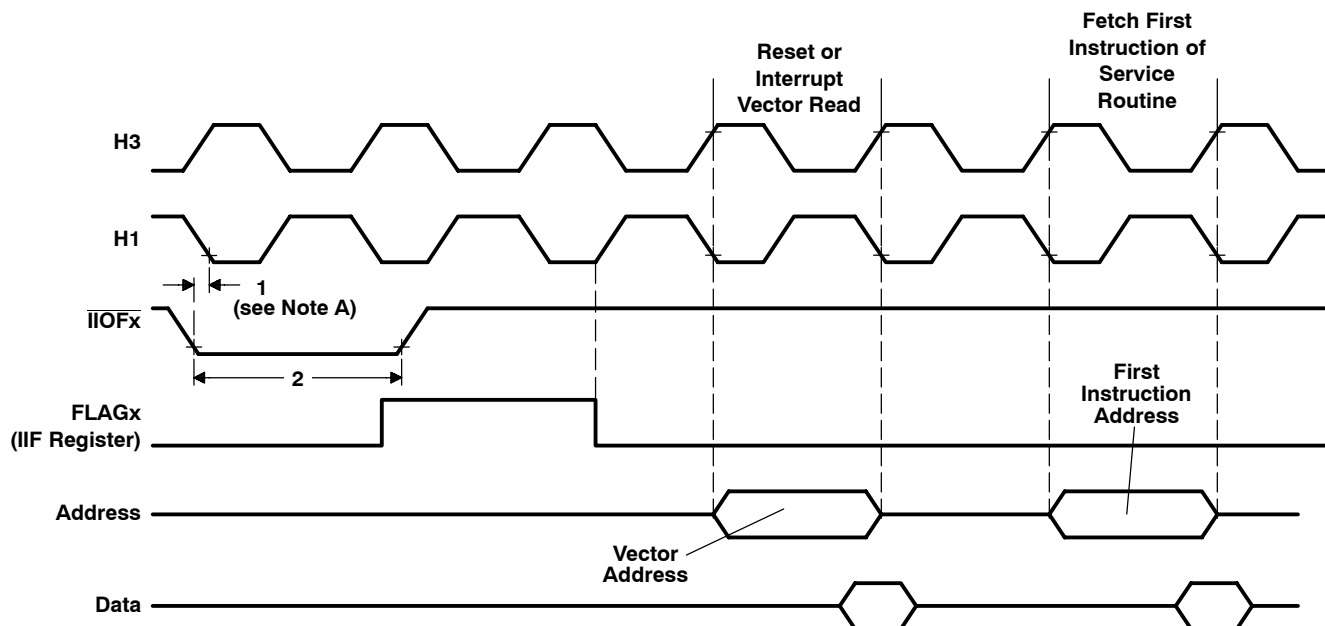 Fetch First
Instruction of
Service
Routine
Reset or
Interrupt
Vector Read
H3
H1
1
(see Note A)
IIOFx
2
First
Instruction
Address
FLAGx
(IIF Register)
Address
Vector
Address
Data